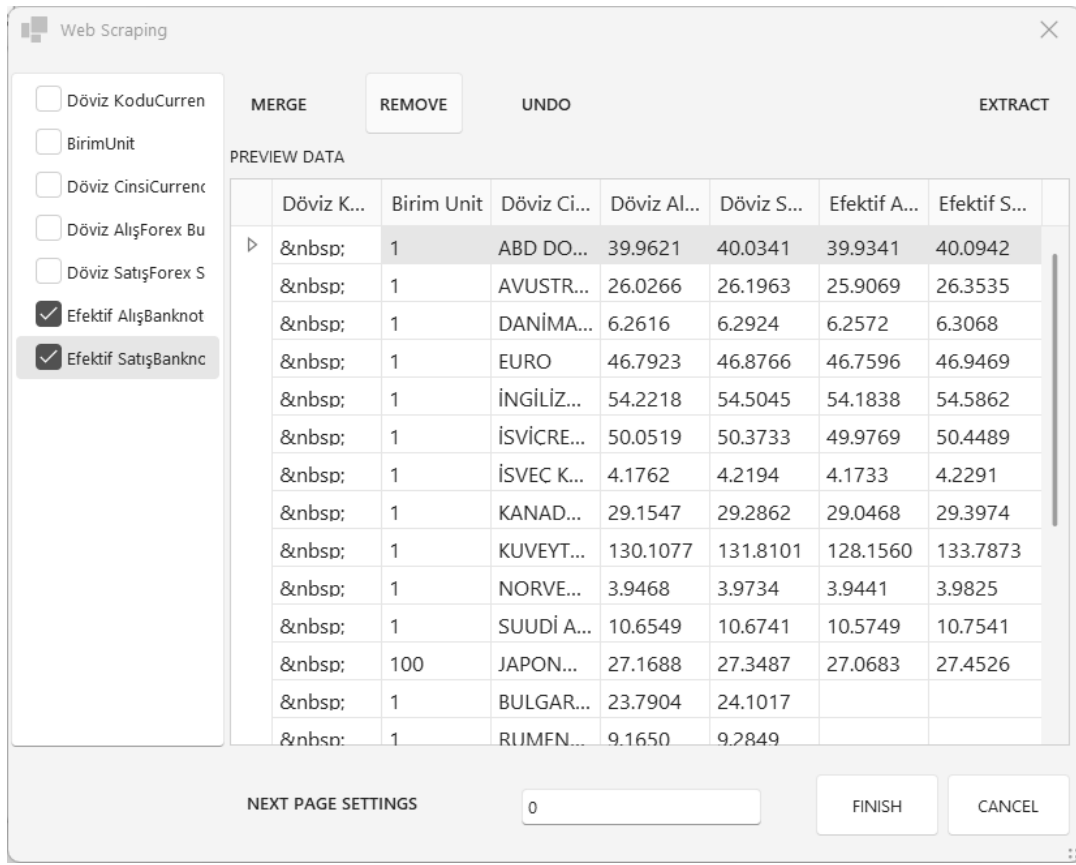 Web Scraping
Döviz KoduCurren
BirimUnit
Döviz CinsiCurrenc
Döviz AlışForex Bu
Döviz SatışForex S
Efektif AlışBanknot
Efektif SatışBankno
MERGE REMOVE UNDO EXTRACT
PREVIEW DATA
Döviz K... Birim Unit Döviz Ci... Döviz Al... Döviz S... Efektif A... Efektif S...
&nbsp; 1 ABD DO... 39.9621 40.0341 39.9341 40.0942
&nbsp; 1 AVUSTR... 26.0266 26.1963 25.9069 26.3535
&nbsp; 1 DANİMA... 6.2616 6.2924 6.2572 6.3068
&nbsp; 1 EURO 46.7923 46.8766 46.7596 46.9469
&nbsp; 1 İNGİLİZ... 54.2218 54.5045 54.1838 54.5862
&nbsp; 1 İSVİÇRE... 50.0519 50.3733 49.9769 50.4489
&nbsp; 1 İSVEÇ K... 4.1762 4.2194 4.1733 4.2291
&nbsp; 1 KANAD... 29.1547 29.2862 29.0468 29.3974
&nbsp; 1 KUVEYT... 130.1077 131.8101 128.1560 133.7873
&nbsp; 1 NORVE... 3.9468 3.9734 3.9441 3.9825
&nbsp; 1 SUUDİ A... 10.6549 10.6741 10.5749 10.7541
&nbsp; 100 JAPON... 27.1688 27.3487 27.0683 27.4526
&nbsp; 1 BULGAR... 23.7904 24.1017
&nbsp; 1 RUMEN... 9.1650 9.2849
NEXT PAGE SETTINGS 0 FINISH CANCEL